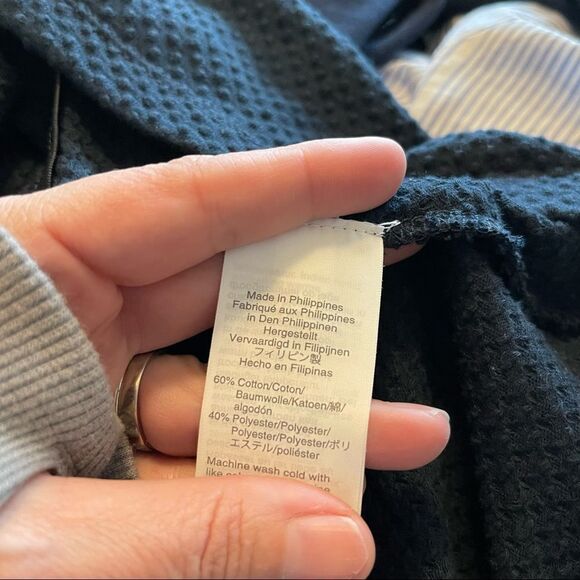 Made in Philippines
Fabriqué aux Philippines
in Den Philippinen
Hergestellt
Vervaardigd in Filipijnen
フィリピン製
Hecho en Filipinas
60% Cotton/Coton/
Baumwolle/Katoen/綿/
algodón
40% Polyester/Polyester/
Polyester/Polyester/ポリ
エステル/poliéster
Machine wash cold with
like